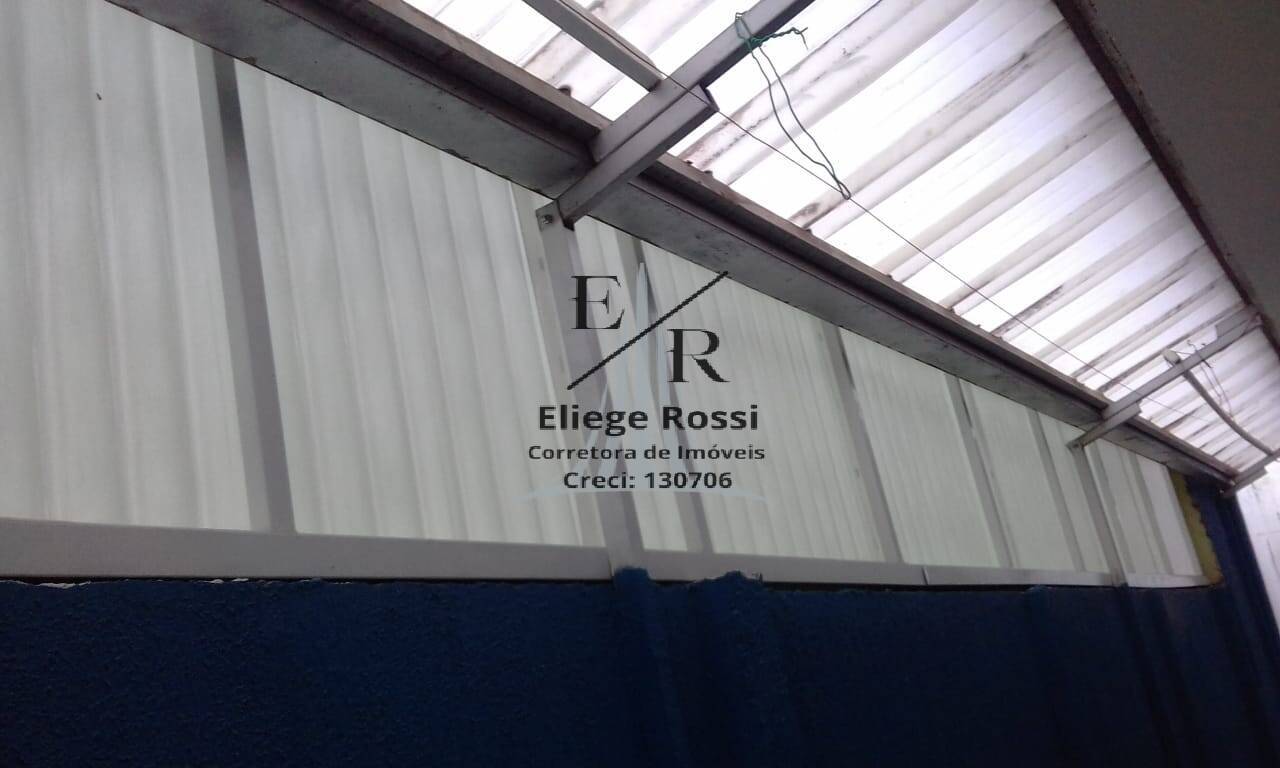 E
R
Eliege Rossi
Corretora de Imóveis
Creci: 130706